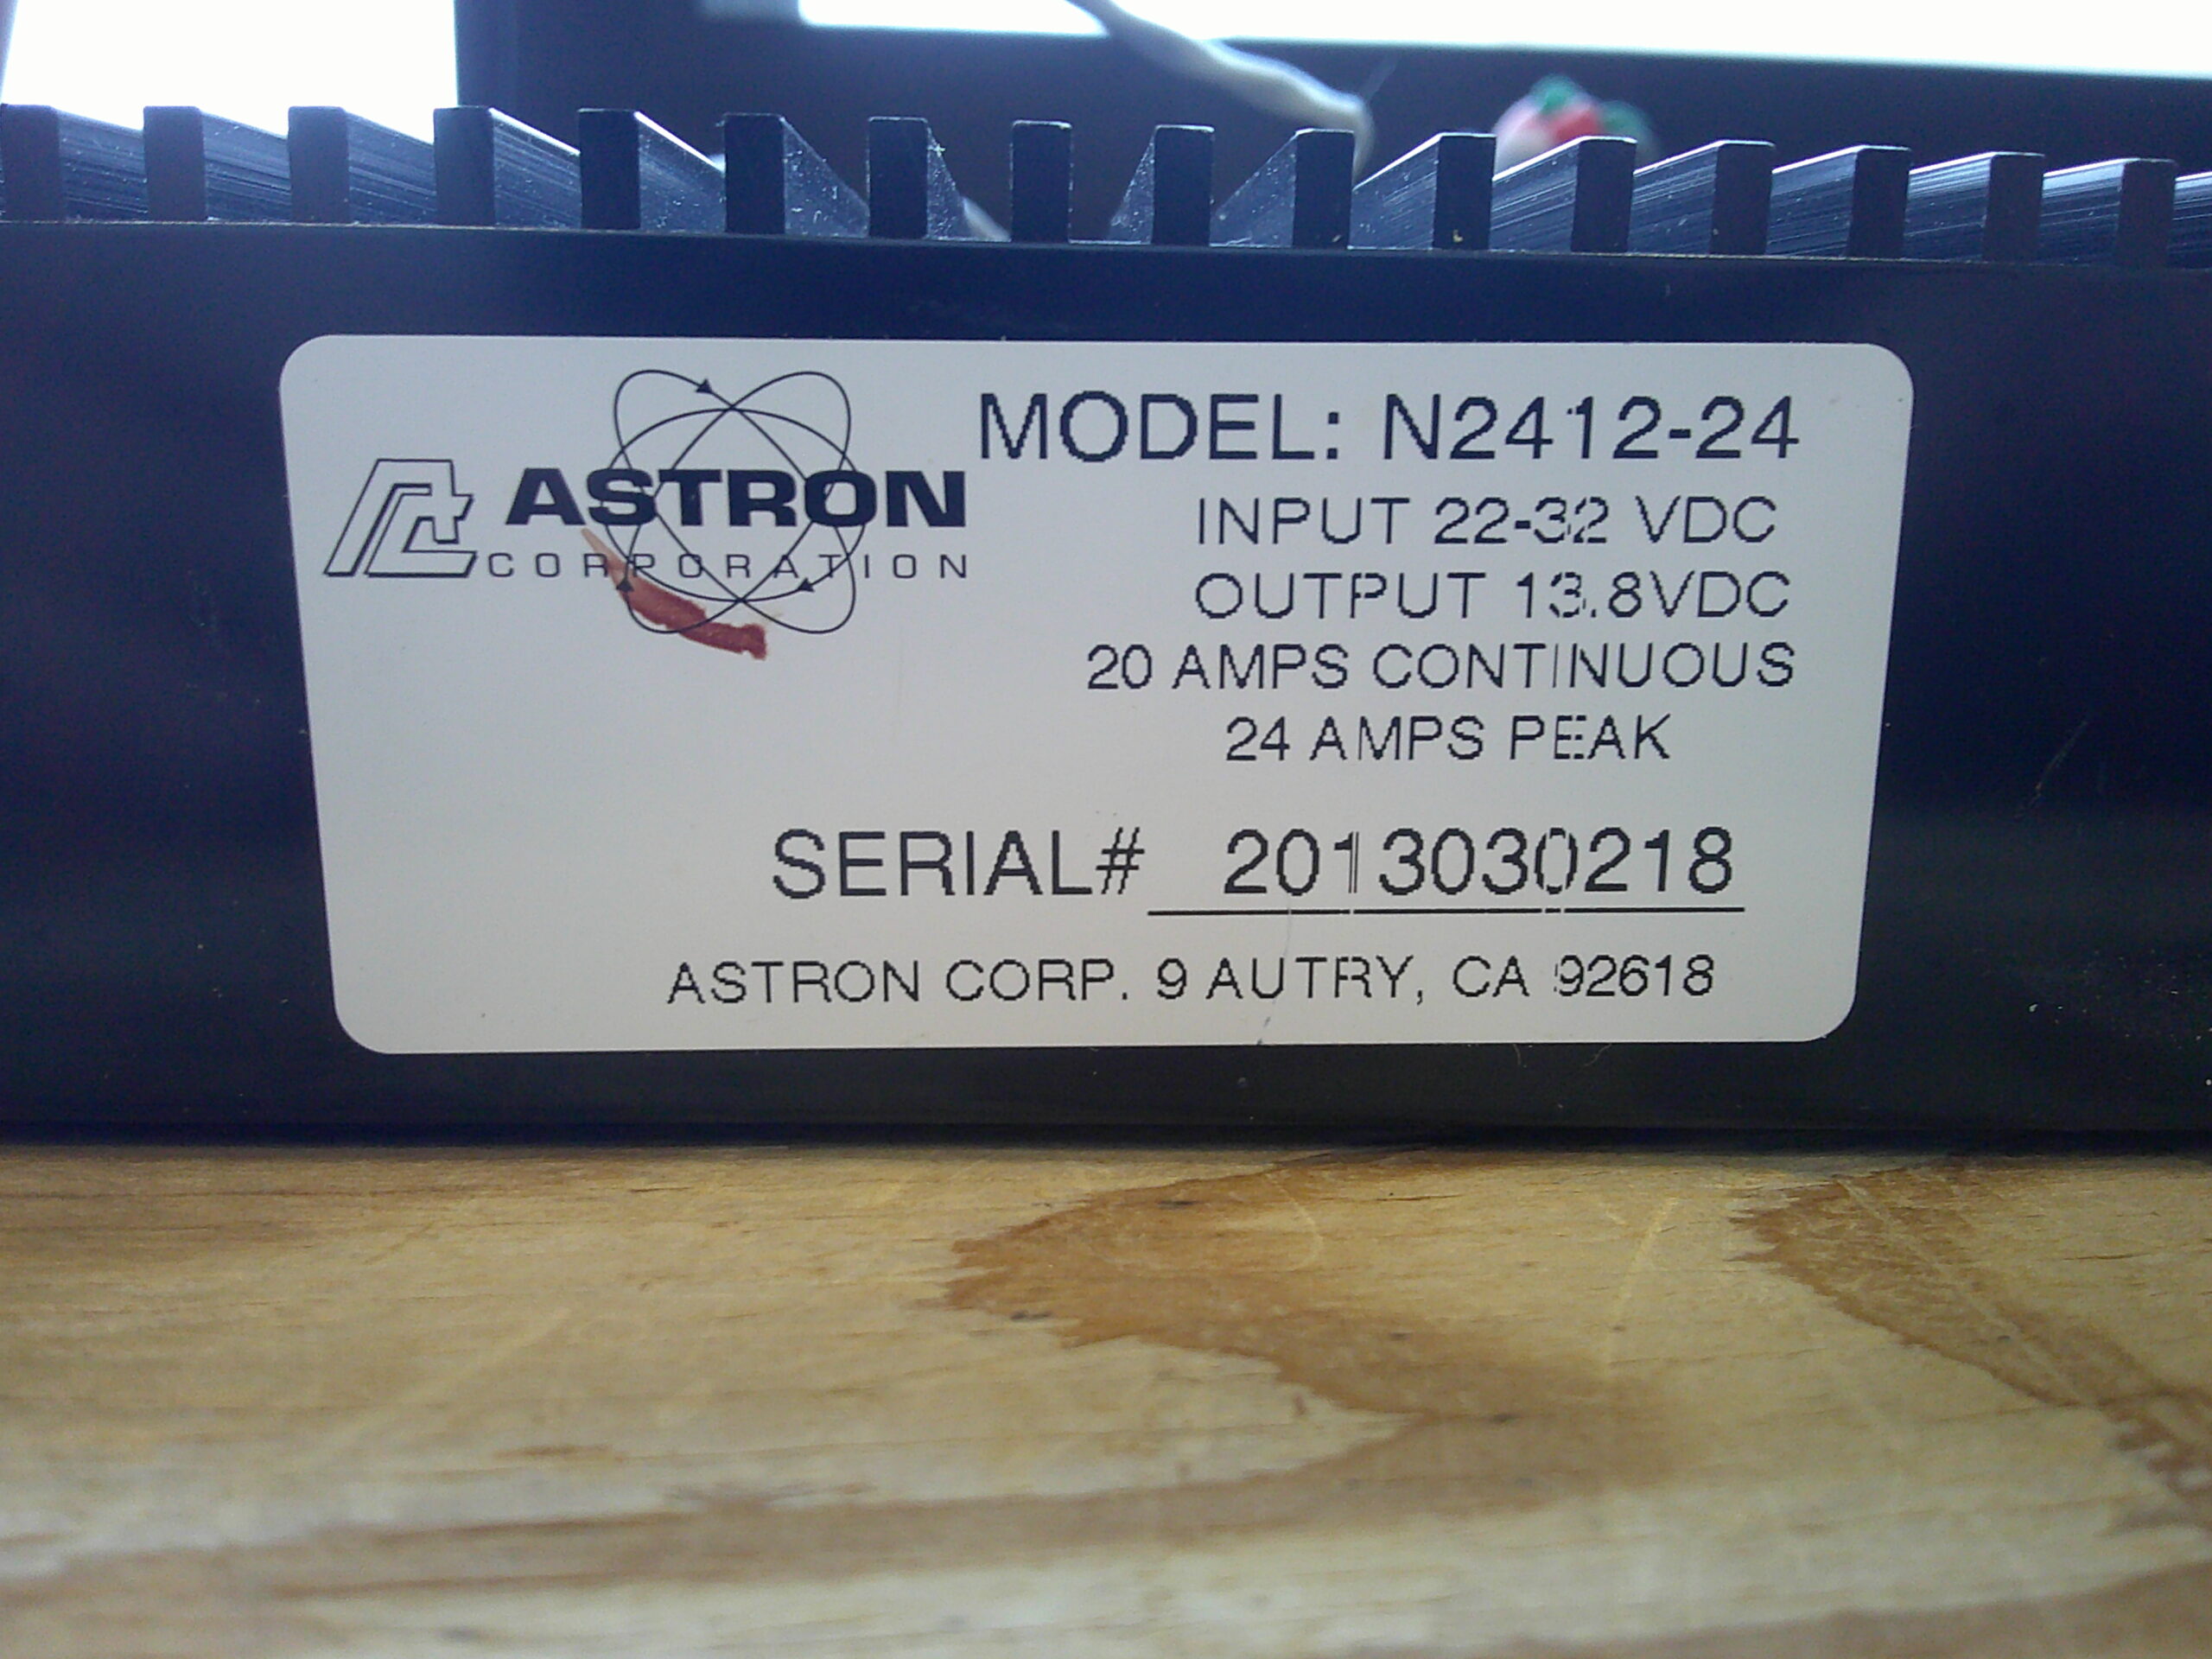 ASTRON
CORPORATION
MODEL: N2412-24
INPUT 22-32 VDC
OUTPUT 13.8VDC
20 AMPS CONTINUOUS
24 AMPS PEAK
SERIAL# 2013030218
ASTRON CORP. 9 AUTRY, CA 92618